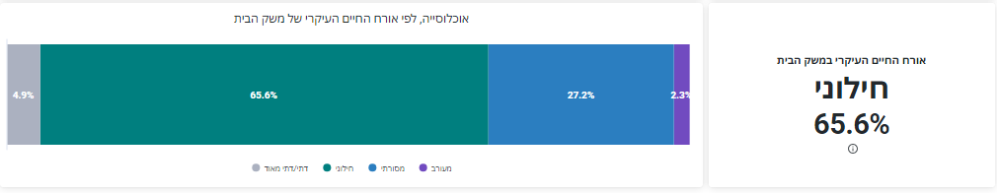 אוכלוסייה, לפי אורח החיים העיקרי של משק הבית
4.9%
65.6%
27.2%
2.3%
דתי/דתי מאוד
חילוני
מסורתי
מעורב
אורח החיים העיקרי במשק הבית
חילוני
65.6%